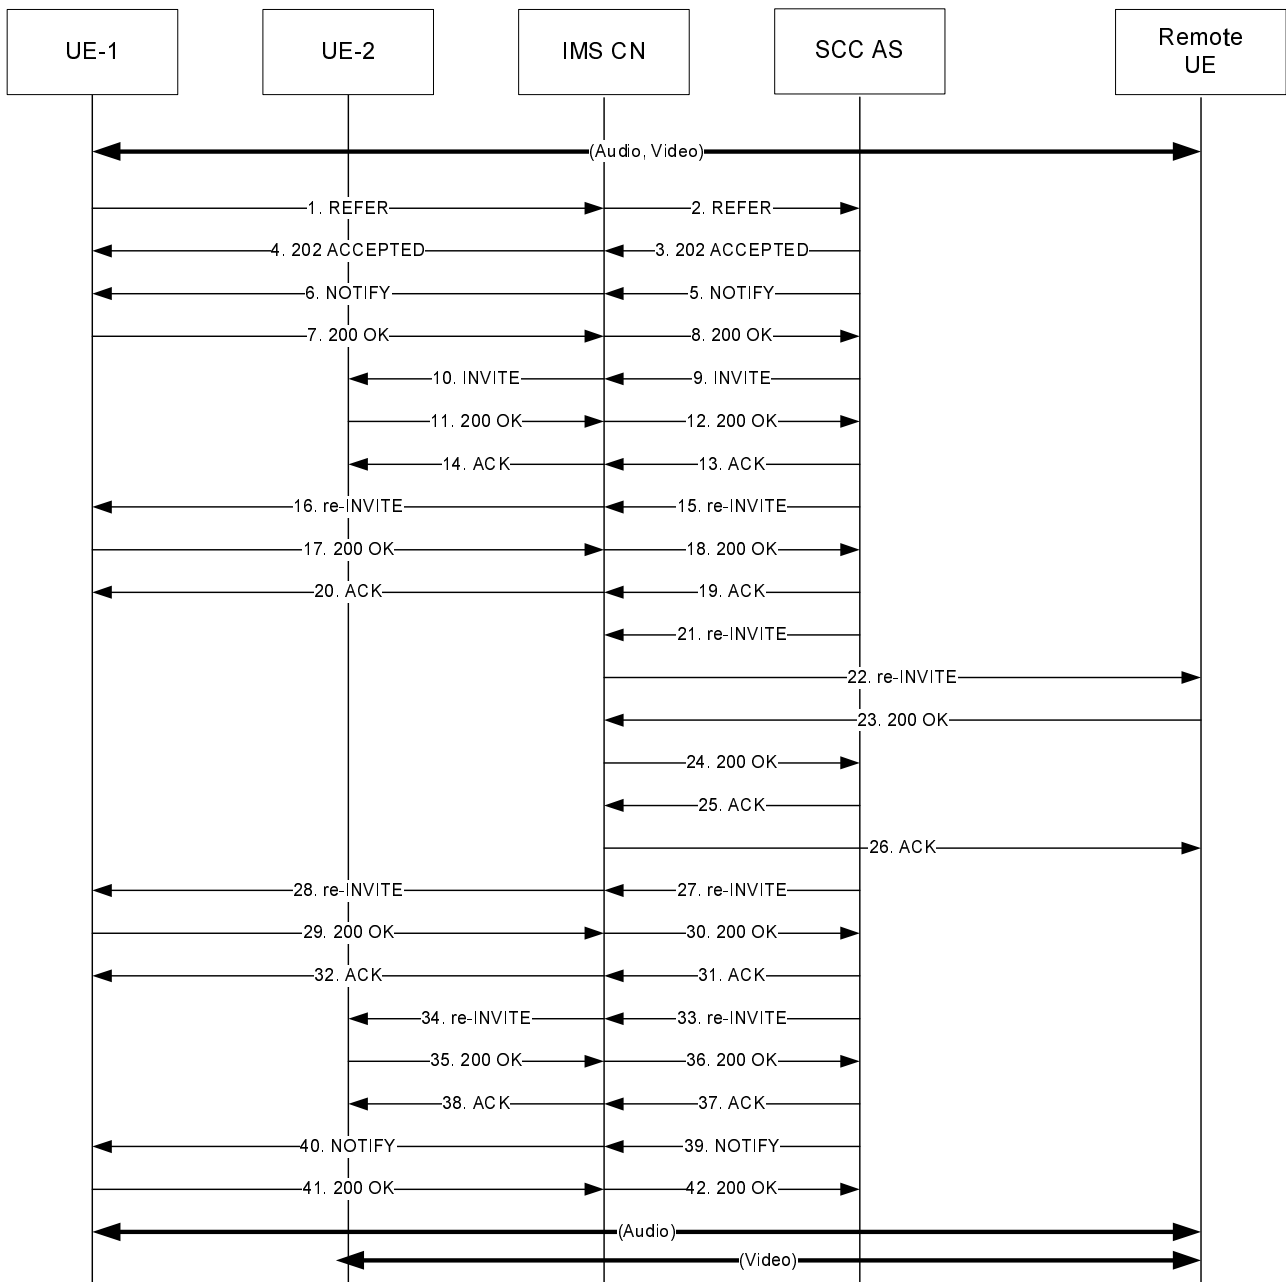 UE-1
UE-2
IMS CN
SCC AS
Remote
UE
(Audio, Video)
1. REFER
2. REFER
4. 202 ACCEPTED
3. 202 ACCEPTED
6. NOTIFY
5. NOTIFY
7. 200 OK
8. 200 OK
10. INVITE
9. INVITE
11. 200 OK
12. 200 OK
14. ACK
13. ACK
16. re-INVITE
15. re-INVITE
17. 200 OK
18. 200 OK
20. ACK
19. ACK
21. re-INVITE
22. re-INVITE
23. 200 OK
24. 200 OK
25. ACK
26. ACK
28. re-INVITE
27. re-INVITE
29. 200 OK
30. 200 OK
32. ACK
31. ACK
34. re-INVITE
33. re-INVITE
35. 200 OK
36. 200 OK
38. ACK
37. ACK
40. NOTIFY
39. NOTIFY
41. 200 OK
42. 200 OK
(Audio)
(Video)